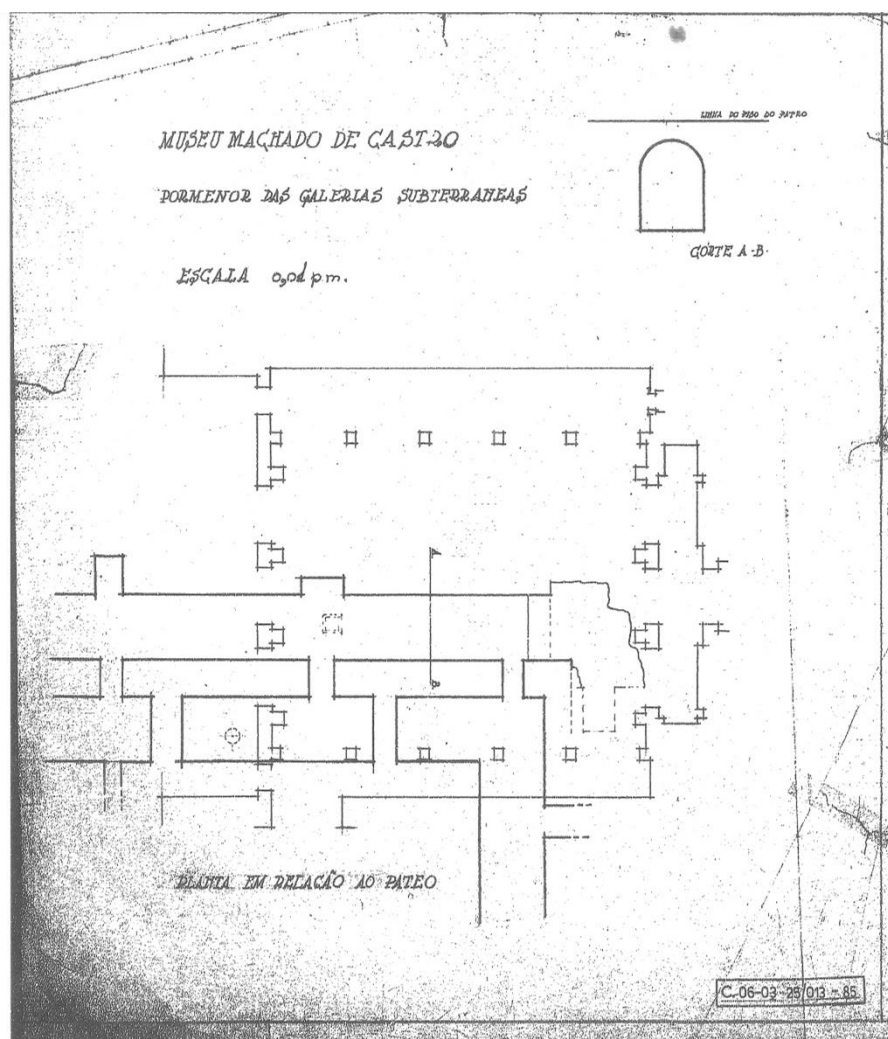 LINHA DO PISO DO PATEO
MUSEU MACHADO DE CASTRO
PORMENOR DAS GALERIAS SUBTERRANEAS
CÓRTE A-B-
ESCALA 0,01 p.m.
A
B
PLANTA EM RELAÇÃO AO PATEO
C.-06-03-25/013-85